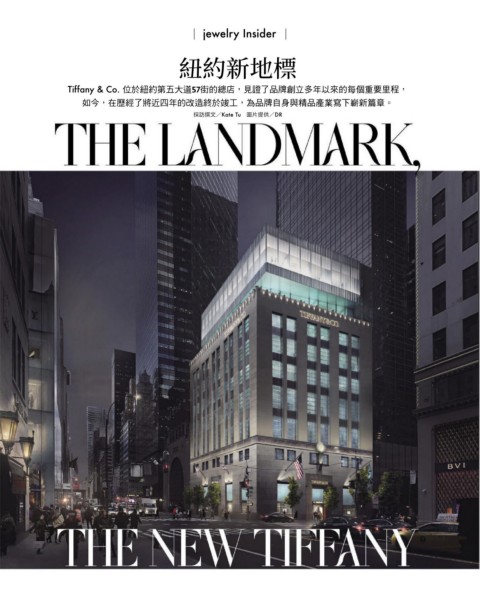 | jewelry Insider |
紐約新地標
Tiffany & Co. 位於紐約第五大道57街的總店，見證了品牌創立多年以來的每個重要里程，
如今，在歷經了將近四年的改造終於竣工，為品牌自身與精品產業寫下嶄新篇章。
採訪撰文／Kate Tu 圖片提供／DR
THE LANDMARK,
TIFFANY & CO.
BVI
THE NEW TIFFANY